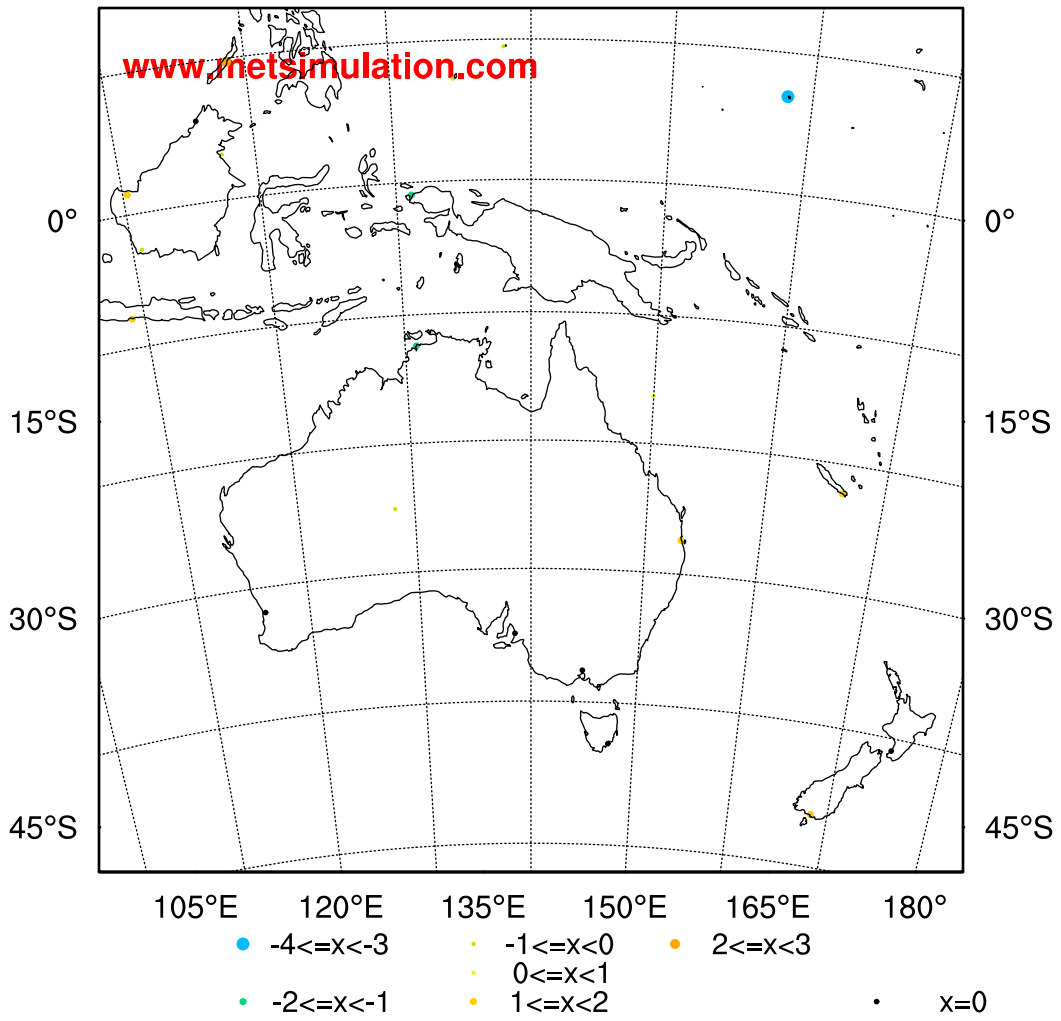 www.metsimulation.com
0° 0°
15°S 15°S
30°S 30°S
45°S 45°S
105°E 120°E 135°E 150°E 165°E 180°
-4<=x<-3 -1<=x<0 2<=x<3
0<=x<1
-2<=x<-1 1<=x<2 x=0